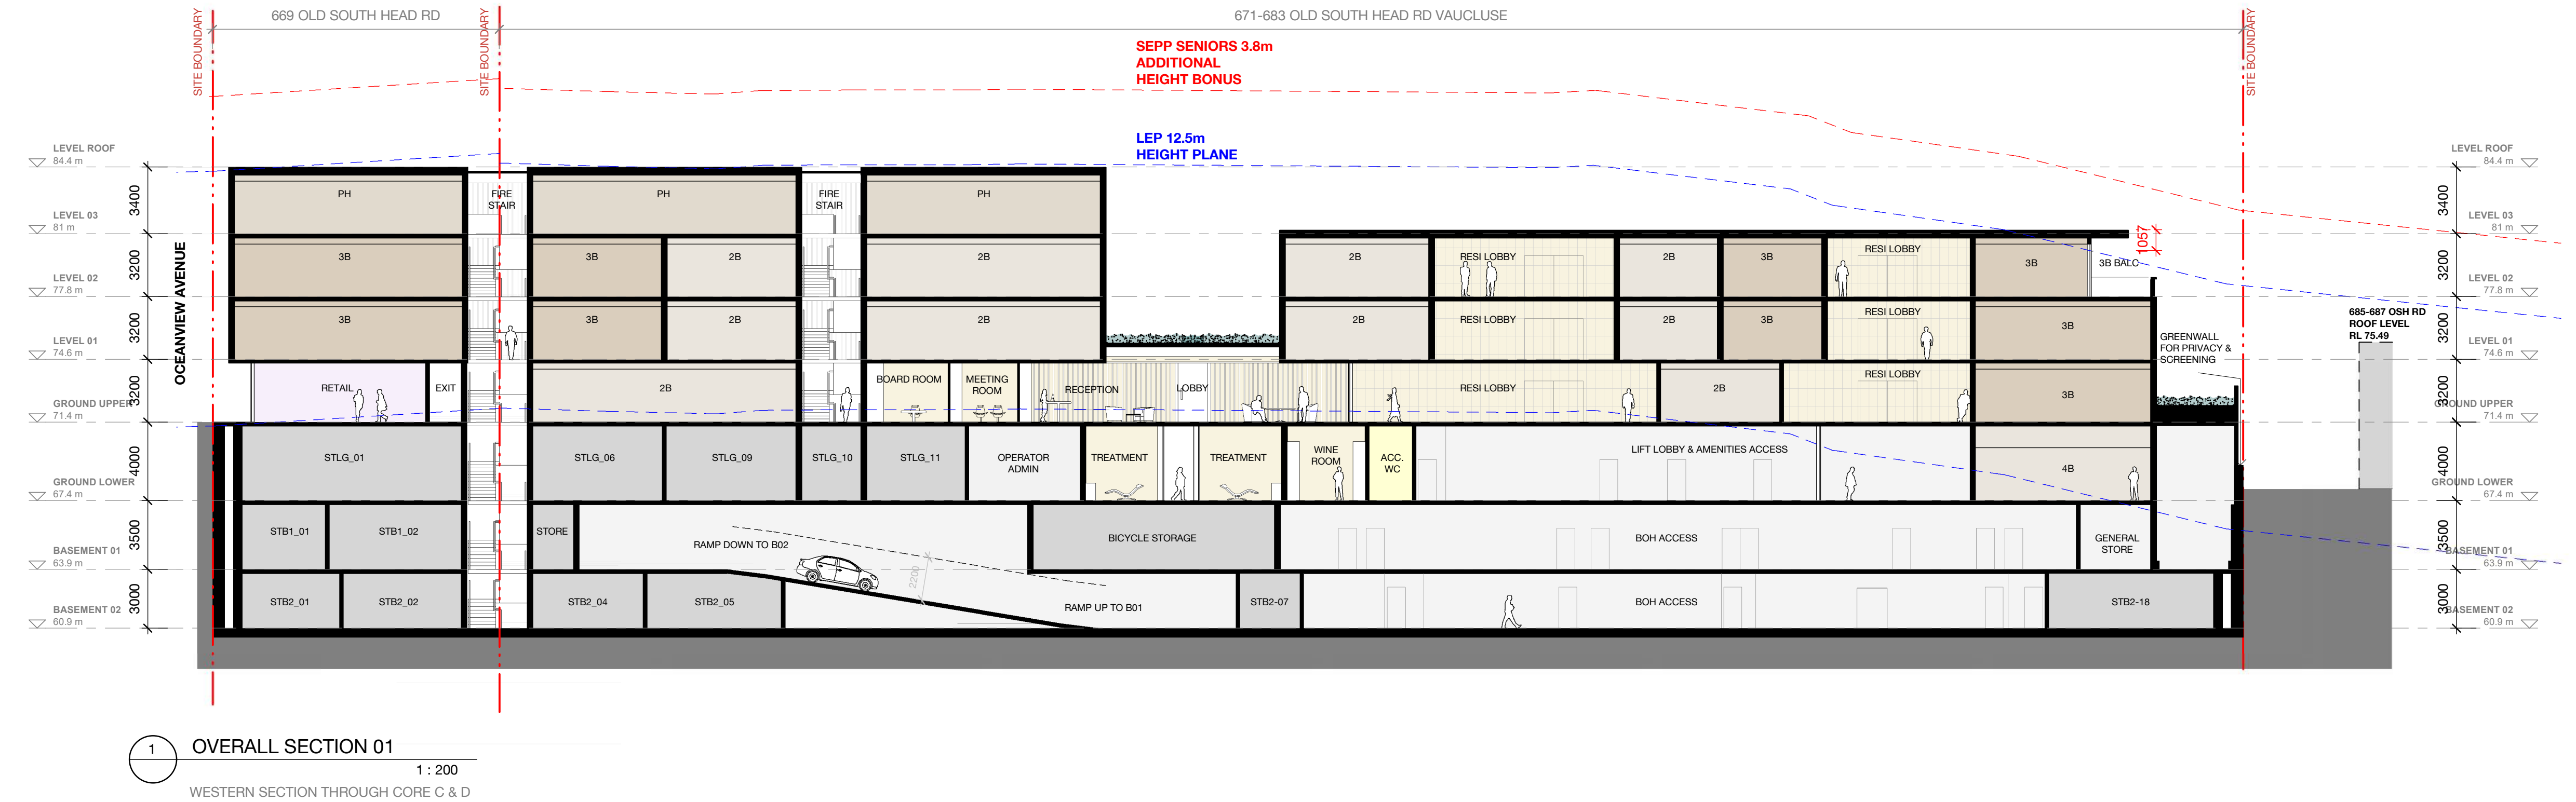 669 OLD SOUTH HEAD RD
671-683 OLD SOUTH HEAD RD VAUCLUSE
SITE BOUNDARY
SITE BOUNDARY
SITE BOUNDARY
SEPP SENIORS 3.8m
ADDITIONAL
HEIGHT BONUS
LEP 12.5m
HEIGHT PLANE
LEVEL ROOF
84.4 m
LEVEL 03
81 m
LEVEL 02
77.8 m
LEVEL 01
74.6 m
GROUND UPPER
71.4 m
GROUND LOWER
67.4 m
BASEMENT 01
63.9 m
BASEMENT 02
60.9 m
3400
3200
3200
3200
4000
3500
3000
OCEANVIEW AVENUE
PH
FIRE
STAIR
PH
FIRE
STAIR
PH
3B
3B
2B
2B
2B
RESI LOBBY
2B
3B
RESI LOBBY
3B
3B BALC
1057
3B
3B
2B
2B
2B
RESI LOBBY
2B
3B
RESI LOBBY
3B
GREENWALL
FOR PRIVACY &
SCREENING
685-687 OSH RD
ROOF LEVEL
RL 75.49
RETAIL
EXIT
2B
BOARD ROOM
MEETING
ROOM
RECEPTION
LOBBY
RESI LOBBY
2B
RESI LOBBY
3B
STLG_01
STLG_06
STLG_09
STLG_10
STLG_11
OPERATOR
ADMIN
TREATMENT
TREATMENT
WINE
ROOM
ACC.
WC
LIFT LOBBY & AMENITIES ACCESS
4B
STB1_01
STB1_02
STORE
RAMP DOWN TO B02
2200
BICYCLE STORAGE
BOH ACCESS
GENERAL
STORE
STB2_01
STB2_02
STB2_04
STB2_05
RAMP UP TO B01
STB2-07
BOH ACCESS
STB2-18
3400
3200
3200
3200
4000
3500
3000
LEVEL ROOF
84.4 m
LEVEL 03
81 m
LEVEL 02
77.8 m
LEVEL 01
74.6 m
GROUND UPPER
71.4 m
GROUND LOWER
67.4 m
BASEMENT 01
63.9 m
BASEMENT 02
60.9 m
1
OVERALL SECTION 01
1 : 200
WESTERN SECTION THROUGH CORE C & D